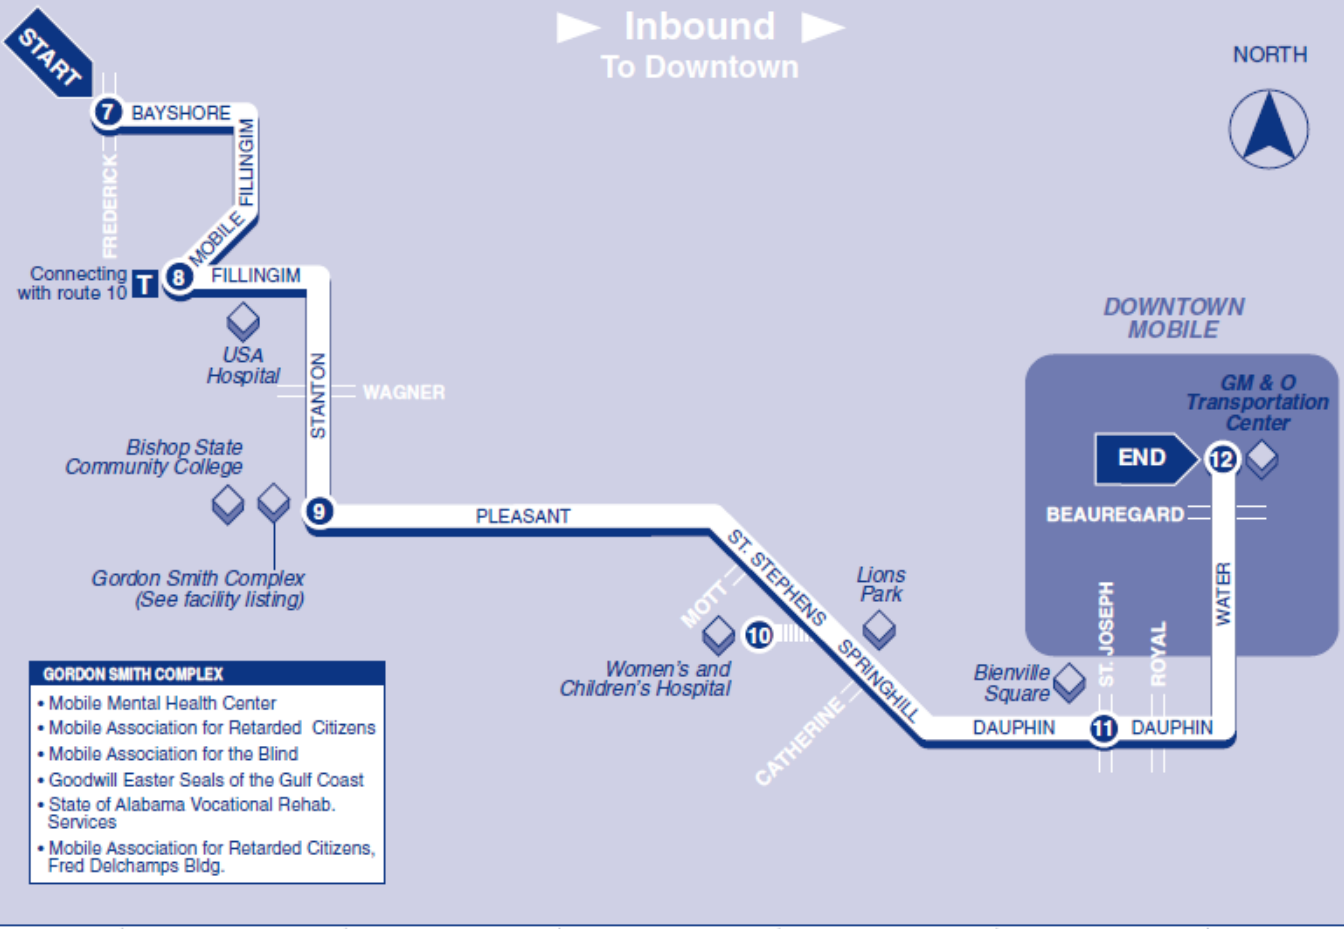 Inbound
To Downtown
NORTH
START
7
BAYSHORE
FILLINGIM
FREDERICK
MOBILE
Connecting
with route 10
T
8
FILLINGIM
USA
Hospital
STANTON
WAGNER
DOWNTOWN
MOBILE
GM & O
Transportation
Center
END
12
BEAUREGARD
Bishop State
Community College
9
PLEASANT
Gordon Smith Complex
(See facility listing)
ST. STEPHENS
MOTT
Lions
Park
10
Women's and
Children's Hospital
SPRINGHILL
CATHERINE
WATER
ST. JOSEPH
ROYAL
Bienville
Square
DAUPHIN
11
DAUPHIN
GORDON SMITH COMPLEX
• Mobile Mental Health Center
• Mobile Association for Retarded Citizens
• Mobile Association for the Blind
• Goodwill Easter Seals of the Gulf Coast
• State of Alabama Vocational Rehab.
Services
• Mobile Association for Retarded Citizens,
Fred Delchamps Bldg.